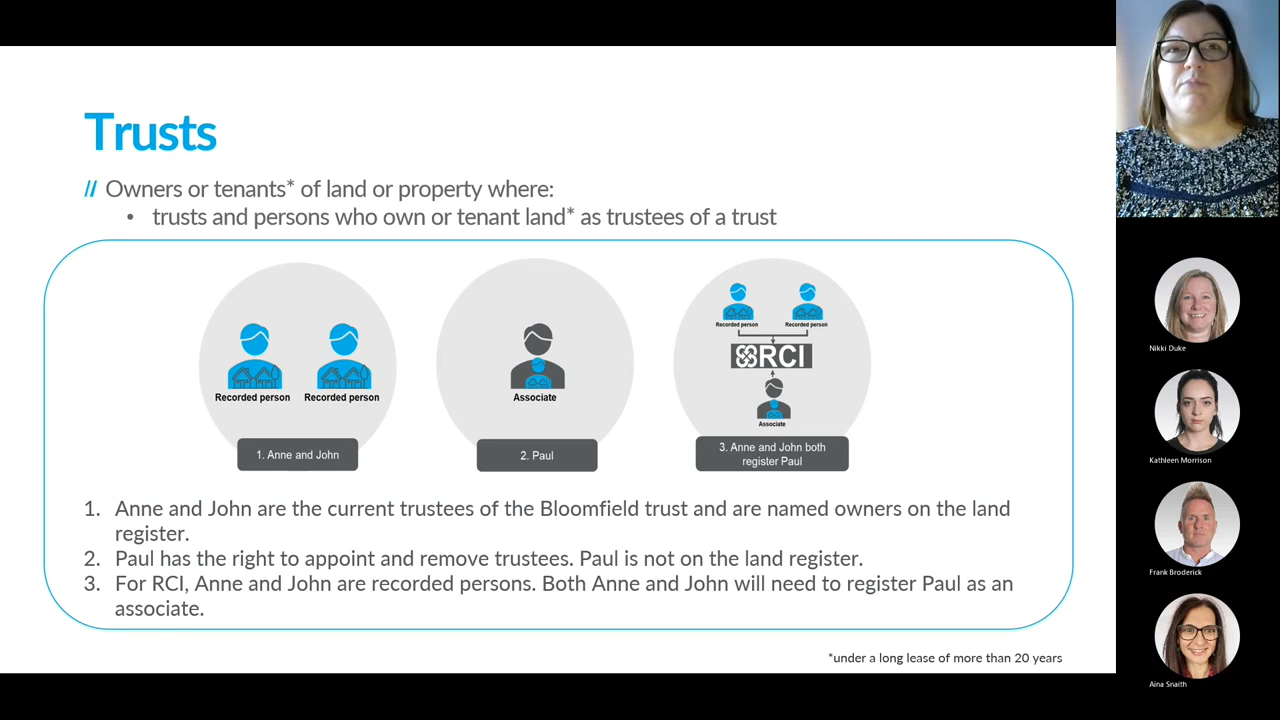 Trusts
// Owners or tenants* of land or property where:
• trusts and persons who own or tenant land* as trustees of a trust
Recorded person
Recorded person
1. Anne and John
Associate
2. Paul
Recorded person
Recorded person
RCI
Associate
3. Anne and John both
register Paul
1. Anne and John are the current trustees of the Bloomfield trust and are named owners on the land
register.
2. Paul has the right to appoint and remove trustees. Paul is not on the land register.
3. For RCI, Anne and John are recorded persons. Both Anne and John will need to register Paul as an
associate.
*under a long lease of more than 20 years
Nikki Duke
Kathleen Morrison
Frank Broderick
Aina Snaith